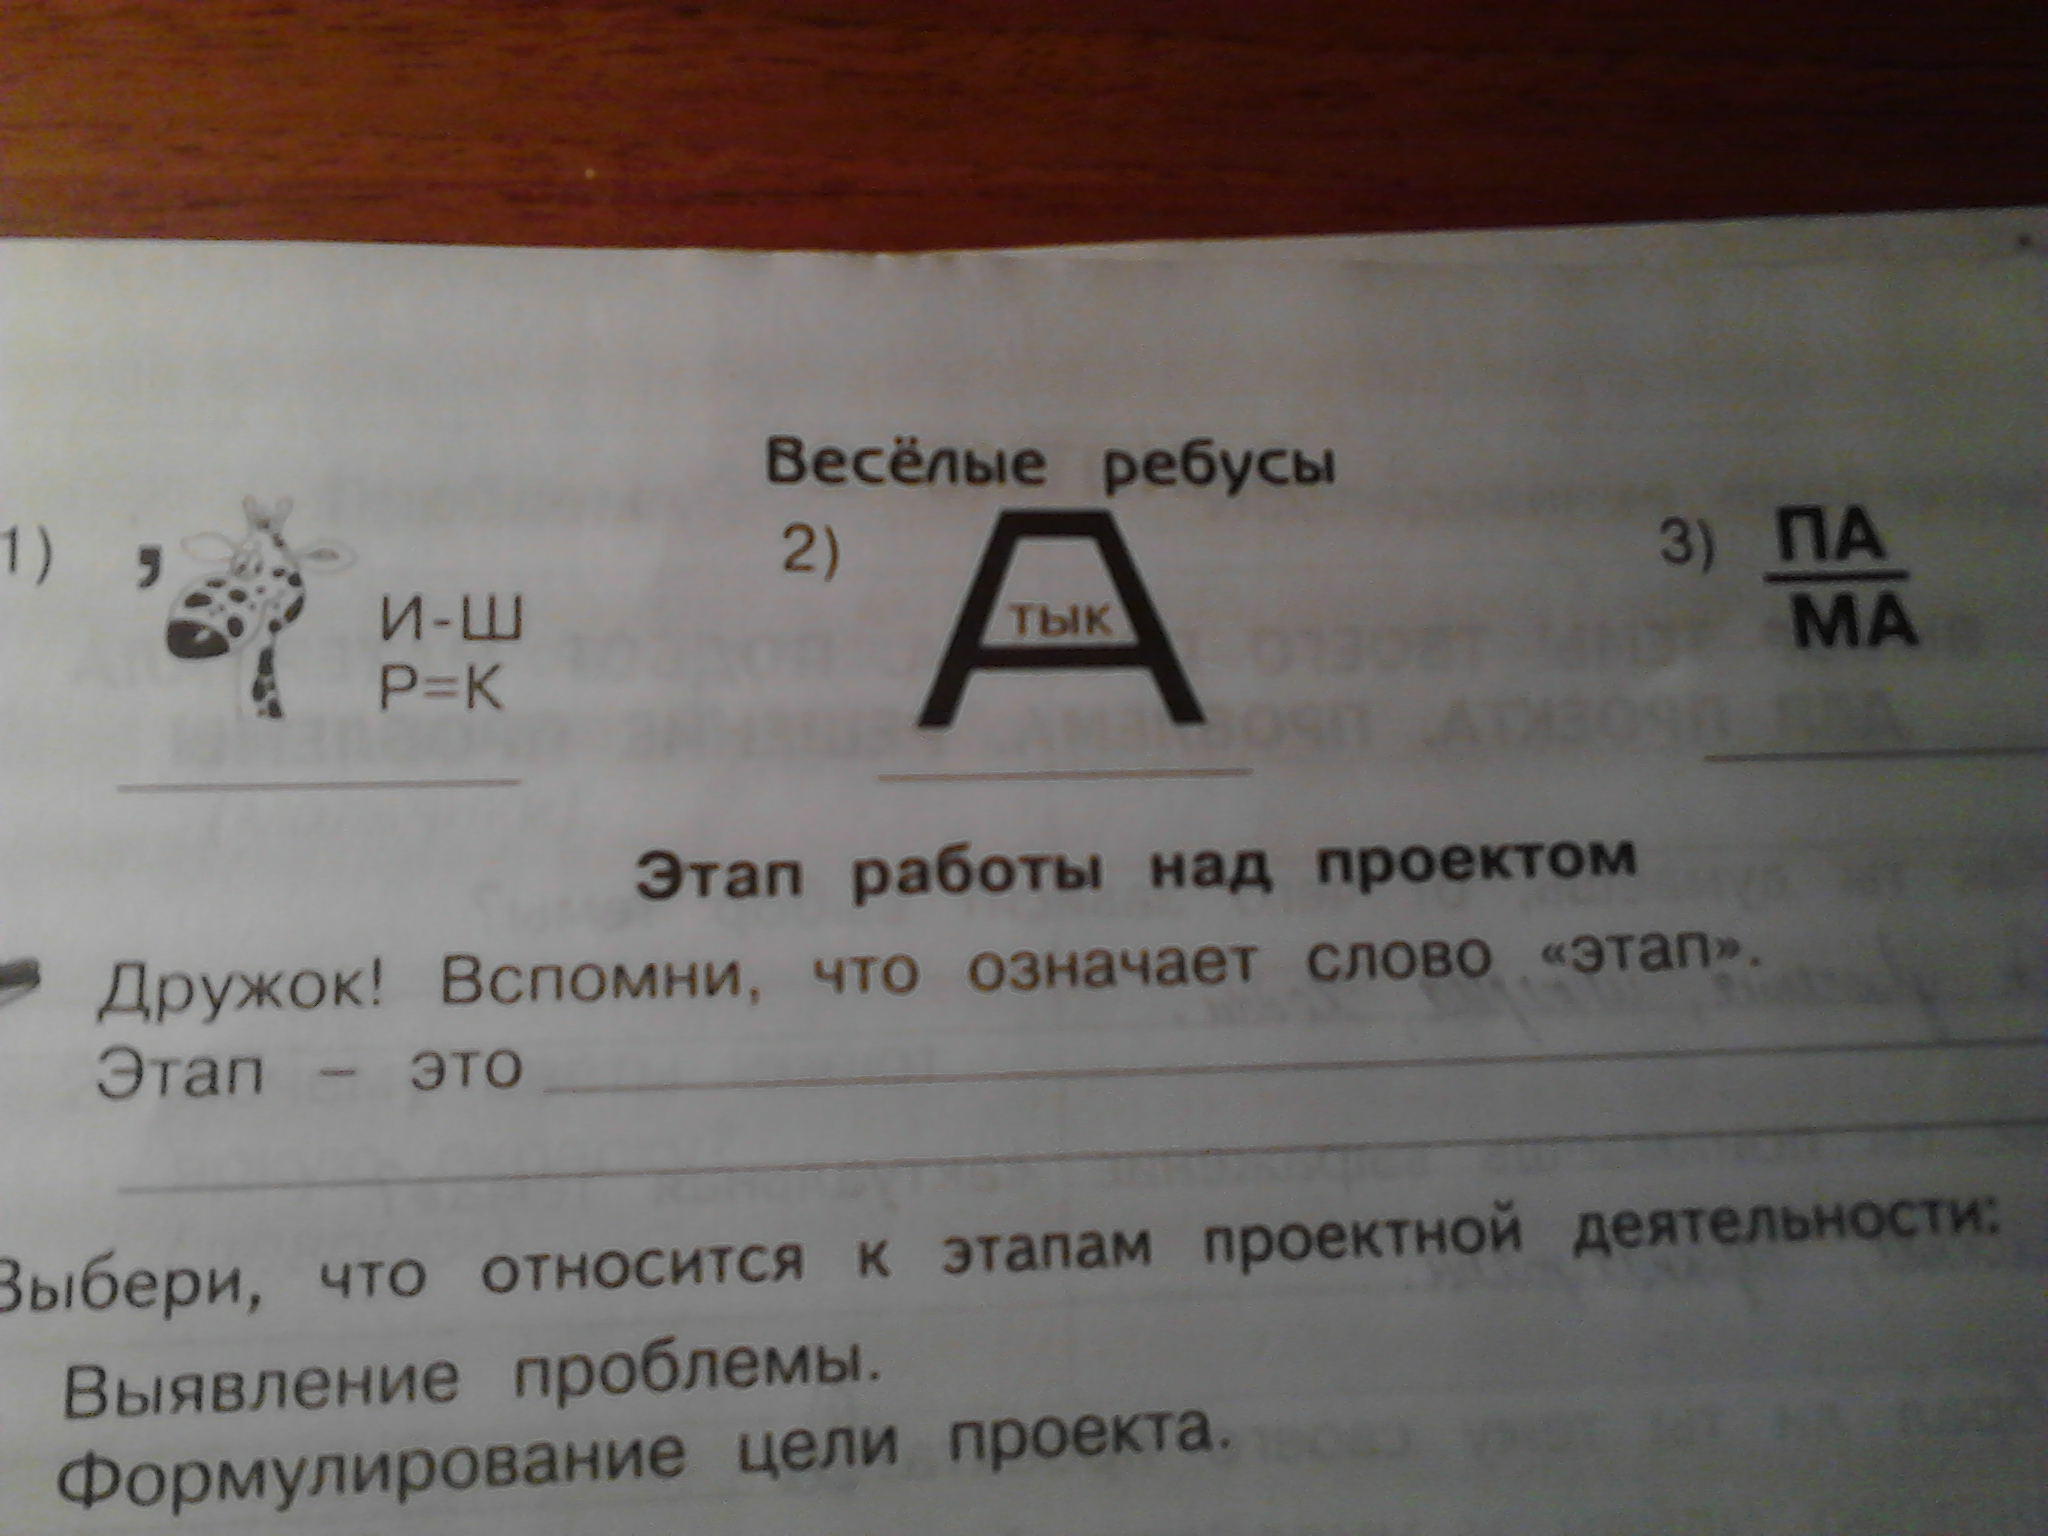 Весёлые ребусы
1) , И-Ш Р=К 2) А тык 3) ПА МА
Этап работы над проектом
Дружок! Вспомни, что означает слово «этап».
Этап – это
Выбери, что относится к этапам проектной деятельности:
Выявление проблемы.
Формулирование цели проекта.